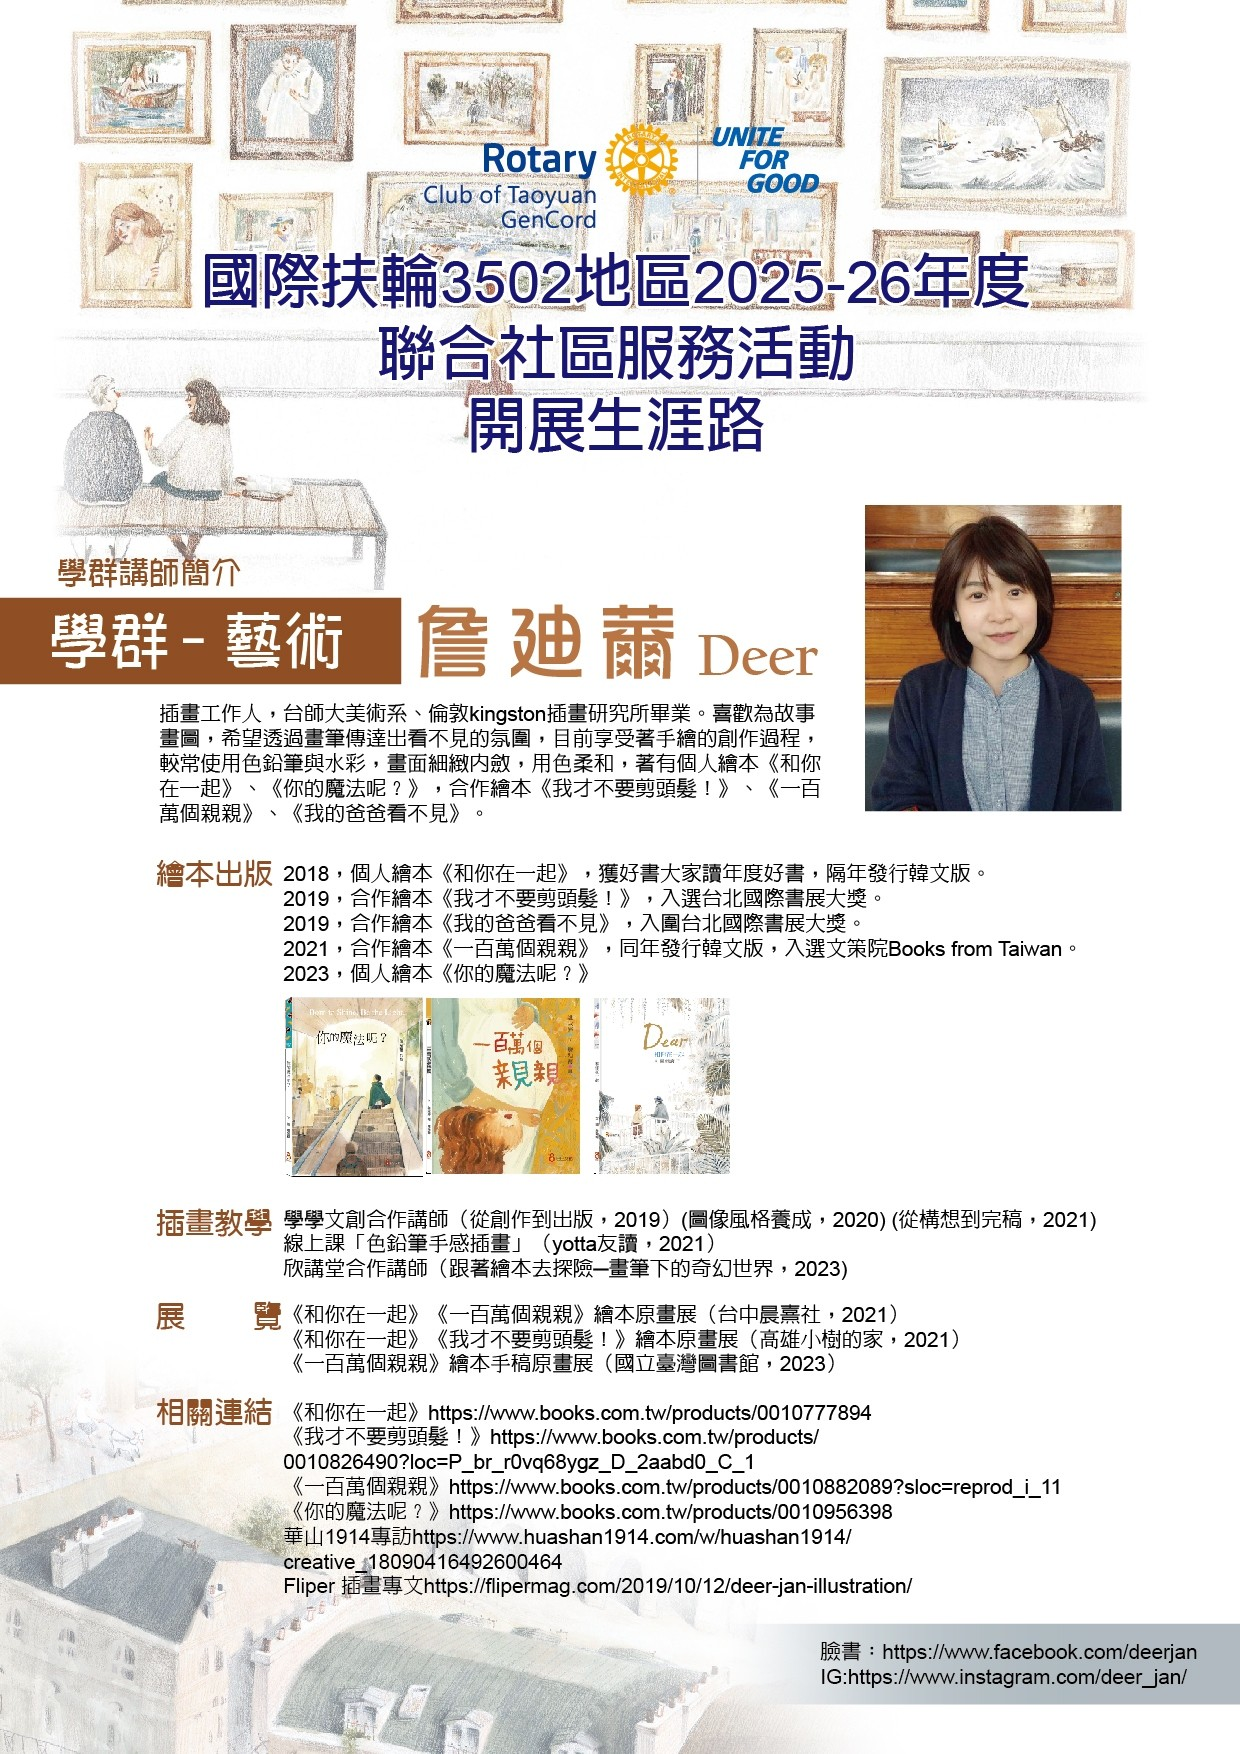 Rotary
Club of Taoyuan
GenCord
UNITE
FOR
GOOD
國際扶輪3502地區2025-26年度
聯合社區服務活動
開展生涯路
學群講師簡介
學群-藝術
詹迪薾 Deer
插畫工作人，台師大美術系、倫敦kingston插畫研究所畢業。喜歡為故事
畫圖，希望透過畫筆傳達出看不見的氛圍，目前享受著手繪的創作過程，
較常使用色鉛筆與水彩，畫面細緻內斂，用色柔和，著有個人繪本《和你
在一起》、《你的魔法呢？》，合作繪本《我才不要剪頭髮！》、《一百
萬個親親》、《我的爸爸看不見》。
繪本出版
2018，個人繪本《和你在一起》，獲好書大家讀年度好書，隔年發行韓文版。
2019，合作繪本《我才不要剪頭髮！》，入選台北國際書展大獎。
2019，合作繪本《我的爸爸看不見》，入圍台北國際書展大獎。
2021，合作繪本《一百萬個親親》，同年發行韓文版，入選文策院Books from Taiwan。
2023，個人繪本《你的魔法呢？》
你的魔法呢？
一百萬個
親親
Dear
插畫教學
學學文創合作講師（從創作到出版，2019）(圖像風格養成，2020) (從構想到完稿，2021)
線上課「色鉛筆手感插畫」（yotta友讀，2021）
欣講堂合作講師（跟著繪本去探險─畫筆下的奇幻世界，2023)
展 覽
《和你在一起》《一百萬個親親》繪本原畫展（台中晨熹社，2021）
《和你在一起》《我才不要剪頭髮！》繪本原畫展（高雄小樹的家，2021）
《一百萬個親親》繪本手稿原畫展（國立臺灣圖書館，2023）
相關連結
《和你在一起》https://www.books.com.tw/products/0010777894
《我才不要剪頭髮！》https://www.books.com.tw/products/
0010826490?loc=P_br_r0vq68ygz_D_2aabd0_C_1
《一百萬個親親》https://www.books.com.tw/products/0010882089?sloc=reprod_i_11
《你的魔法呢？》https://www.books.com.tw/products/0010956398
華山1914專訪https://www.huashan1914.com/w/huashan1914/
creative_18090416492600464
Fliper 插畫專文https://flipermag.com/2019/10/12/deer-jan-illustration/
臉書：https://www.facebook.com/deerjan
IG:https://www.instagram.com/deer_jan/